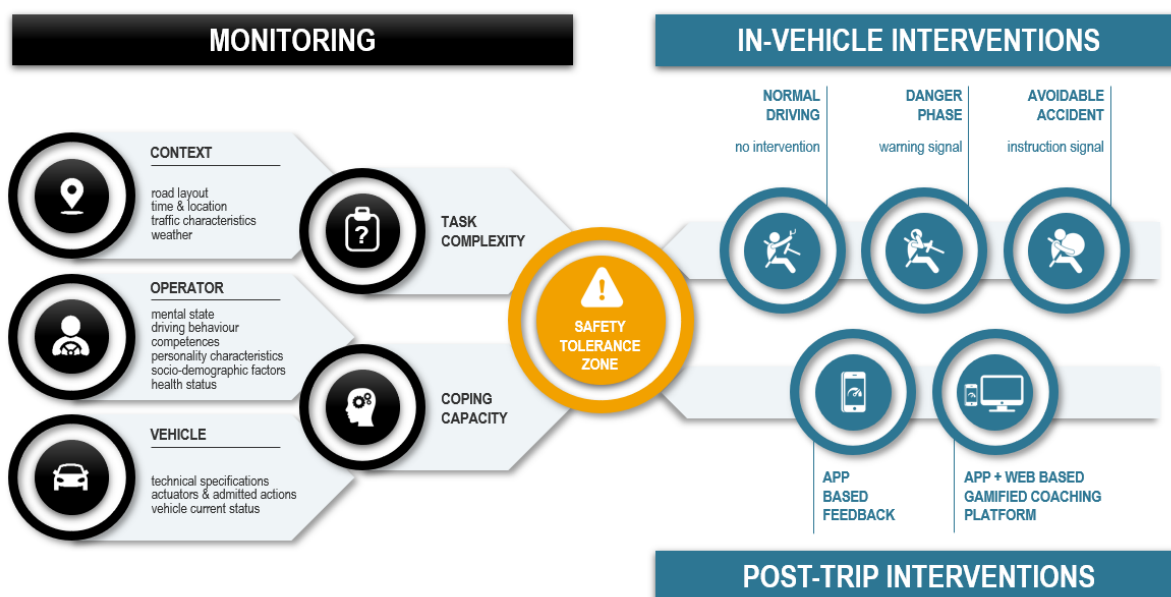 MONITORING
CONTEXT
road layout
time & location
traffic characteristics
weather
OPERATOR
mental state
driving behaviour
competences
personality characteristics
socio-demographic factors
health status
VEHICLE
technical specifications
actuators & admitted actions
vehicle current status
?
TASK
COMPLEXITY
COPING
CAPACITY
!
SAFETY
TOLERANCE
ZONE
IN-VEHICLE INTERVENTIONS
NORMAL
DRIVING
no intervention
DANGER
PHASE
warning signal
AVOIDABLE
ACCIDENT
instruction signal
APP
BASED
FEEDBACK
APP + WEB BASED
GAMIFIED COACHING
PLATFORM
POST-TRIP INTERVENTIONS